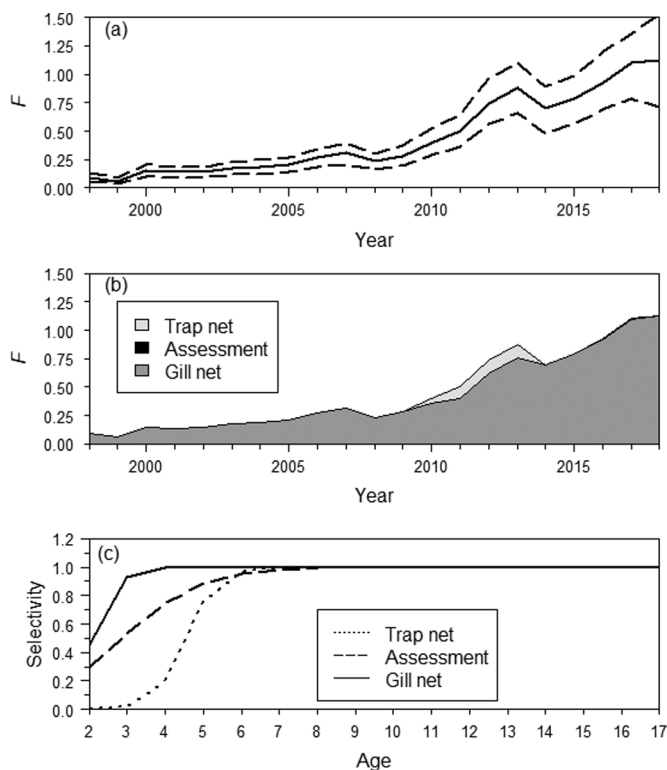 (a)
F
1.50
1.25
1.00
0.75
0.50
0.25
0.00
2000 2005 2010 2015
Year
(b)
F
1.50
1.25
1.00
0.75
0.50
0.25
0.00
Trap net
Assessment
Gill net
2000 2005 2010 2015
Year
(c)
Selectivity
1.2
1.0
0.8
0.6
0.4
0.2
0.0
Trap net
Assessment
Gill net
2 3 4 5 6 7 8 9 10 11 12 13 14 15 16 17
Age